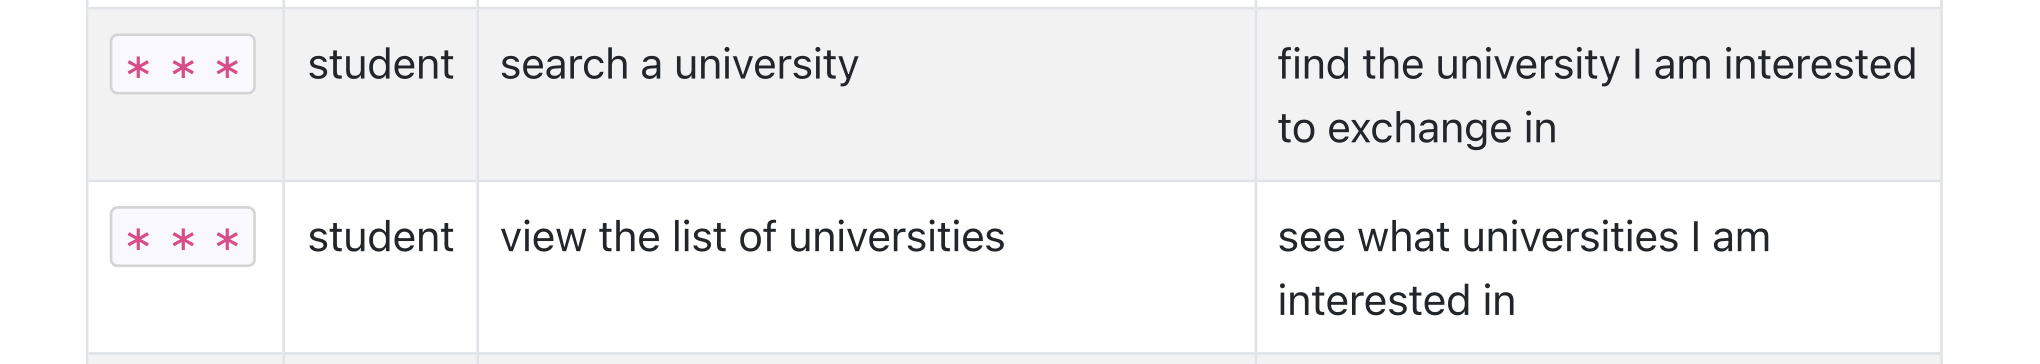 * * * student search a university find the university I am interested
to exchange in
* * * student view the list of universities see what universities I am
interested in